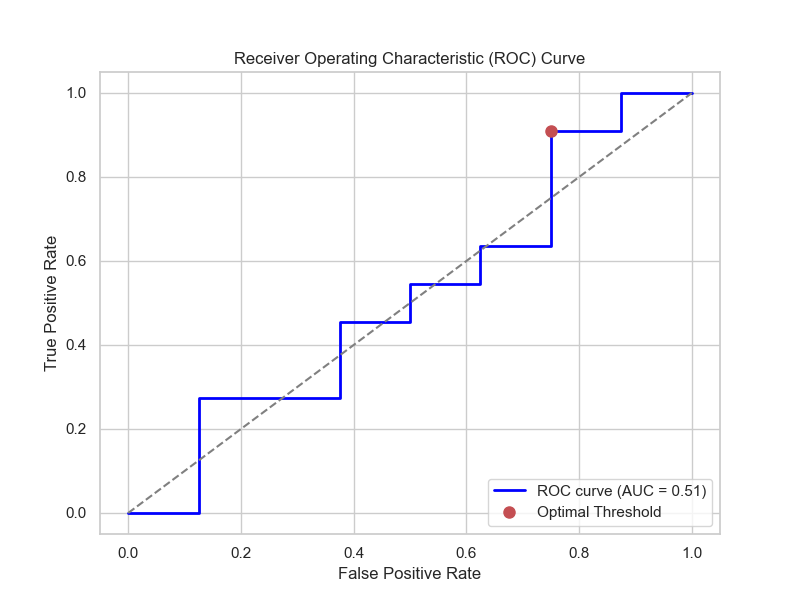 Receiver Operating Characteristic (ROC) Curve
True Positive Rate
1.0
0.8
0.6
0.4
0.2
0.0
0.0 0.2 0.4 0.6 0.8 1.0
False Positive Rate
ROC curve (AUC = 0.51)
Optimal Threshold